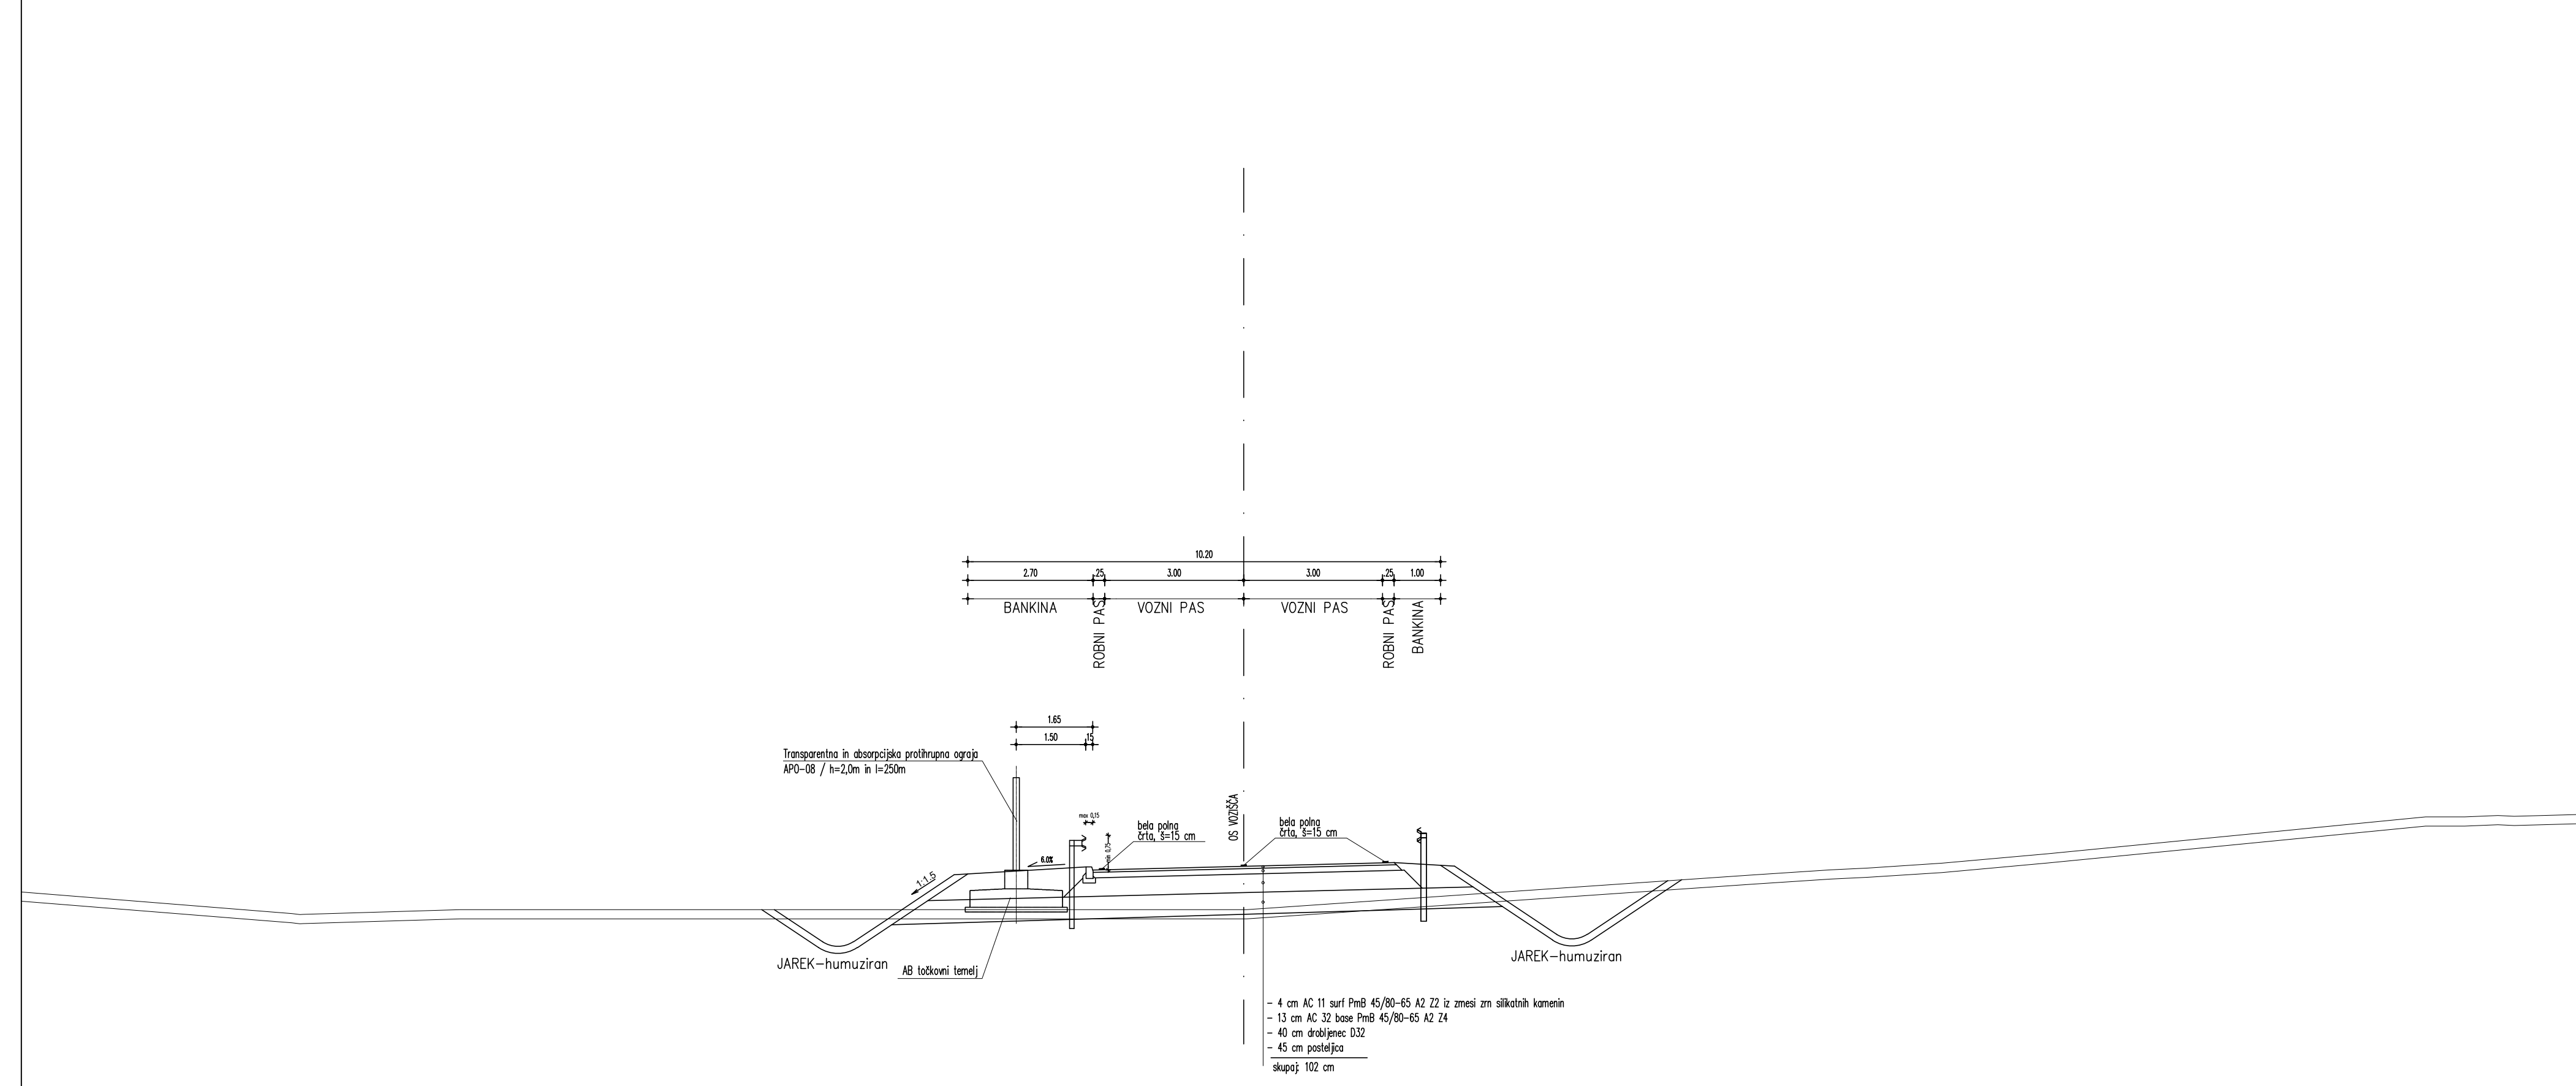 10.20
2.70 .25 3.00 3.00 .25 1.00
BANKINA ROBNI PAS VOZNI PAS VOZNI PAS ROBNI PAS BANKINA
1.65
1.50 .15
Transparentna in absorpcijska protihrupna ograja
APO-08 / h=2,0m in l=250m
max 0,15
min 0,75
bela polna
črta, š=15 cm
OS VOZIŠČA
bela polna
črta, š=15 cm
6.0%
1:1.5
JAREK-humuziran
AB točkovni temelj
JAREK-humuziran
- 4 cm AC 11 surf PmB 45/80-65 A2 Z2 iz zmesi zrn silikatnih kamenin
- 13 cm AC 32 base PmB 45/80-65 A2 Z4
- 40 cm drobljenec D32
- 45 cm posteljica
skupaj: 102 cm